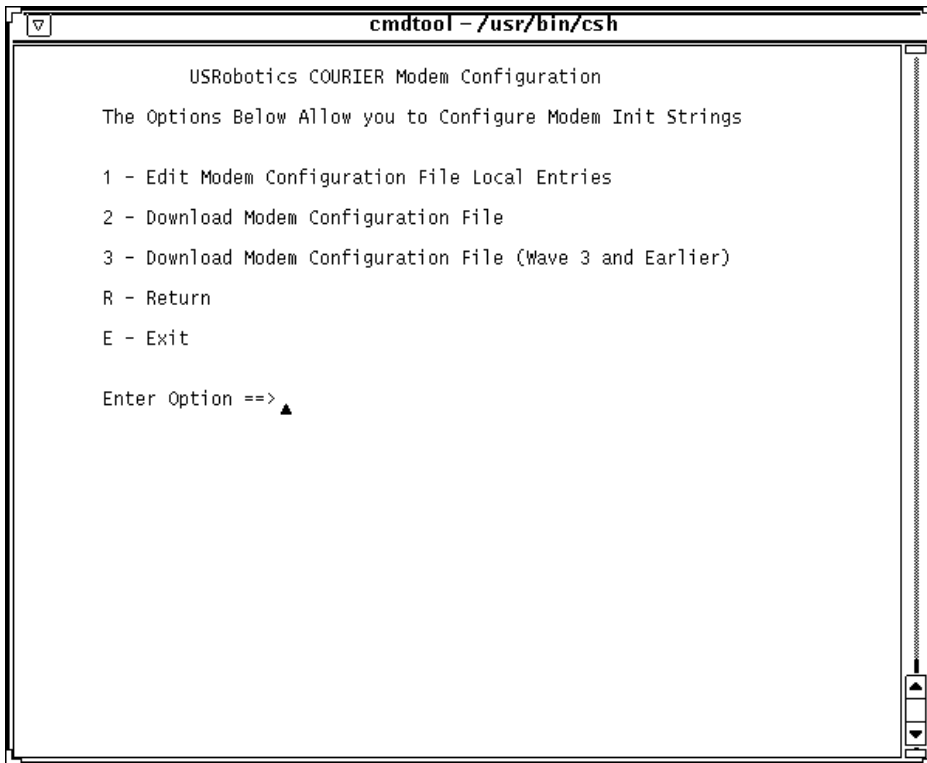 cmdtool – /usr/bin/csh
USRobotics COURIER Modem Configuration
The Options Below Allow you to Configure Modem Init Strings
1 - Edit Modem Configuration File Local Entries
2 - Download Modem Configuration File
3 - Download Modem Configuration File (Wave 3 and Earlier)
R - Return
E - Exit
Enter Option ==>